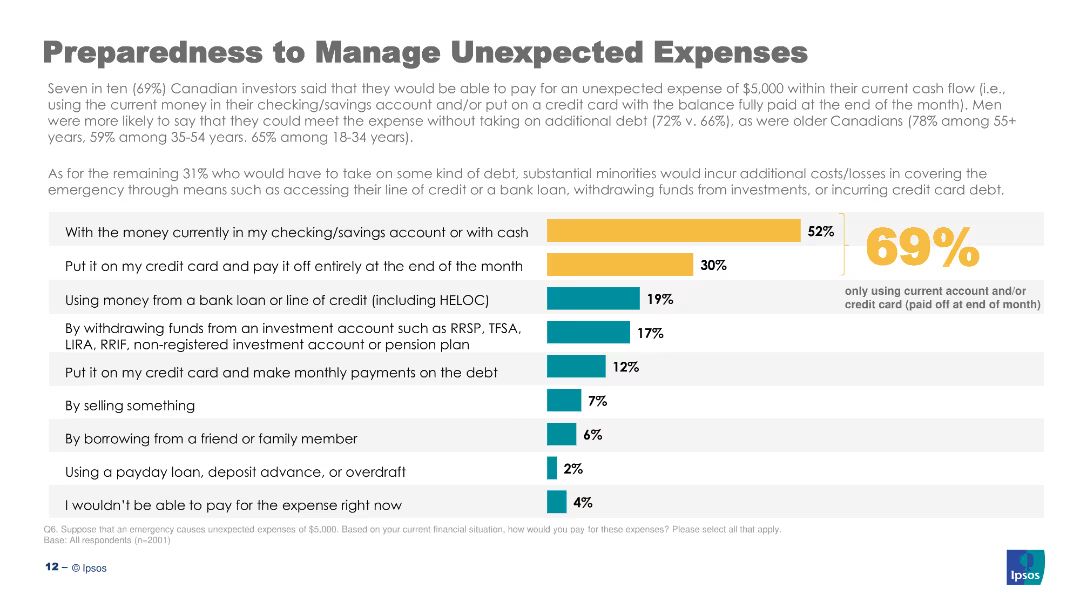 Preparedness to Manage Unexpected Expenses
Seven in ten (69%) Canadian investors said that they would be able to pay for an unexpected expense of $5,000 within their current cash flow (i.e.,
using the current money in their checking/savings account and/or put on a credit card with the balance fully paid at the end of the month). Men
were more likely to say that they could meet the expense without taking on additional debt (72% v. 66%), as were older Canadians (78% among 55+
years, 59% among 35-54 years. 65% among 18-34 years).
As for the remaining 31% who would have to take on some kind of debt, substantial minorities would incur additional costs/losses in covering the
emergency through means such as accessing their line of credit or a bank loan, withdrawing funds from investments, or incurring credit card debt.
With the money currently in my checking/savings account or with cash 52%
Put it on my credit card and pay it off entirely at the end of the month 30%
69%
only using current account and/or
credit card (paid off at end of month)
Using money from a bank loan or line of credit (including HELOC) 19%
By withdrawing funds from an investment account such as RRSP, TFSA,
LIRA, RRIF, non-registered investment account or pension plan 17%
Put it on my credit card and make monthly payments on the debt 12%
By selling something 7%
By borrowing from a friend or family member 6%
Using a payday loan, deposit advance, or overdraft 2%
I wouldn't be able to pay for the expense right now 4%
Q6. Suppose that an emergency causes unexpected expenses of $5,000. Based on your current financial situation, how would you pay for these expenses? Please select all that apply.
Base: All respondents (n=2001)
12 – © Ipsos
Ipsos